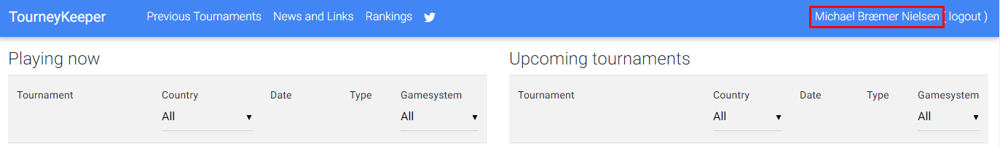 TourneyKeeper Previous Tournaments News and Links Rankings Michael Bræmer Nielsen ( logout )
Playing now Upcoming tournaments
Tournament Country Date Type Gamesystem Tournament Country Date Type Gamesystem
All All All All